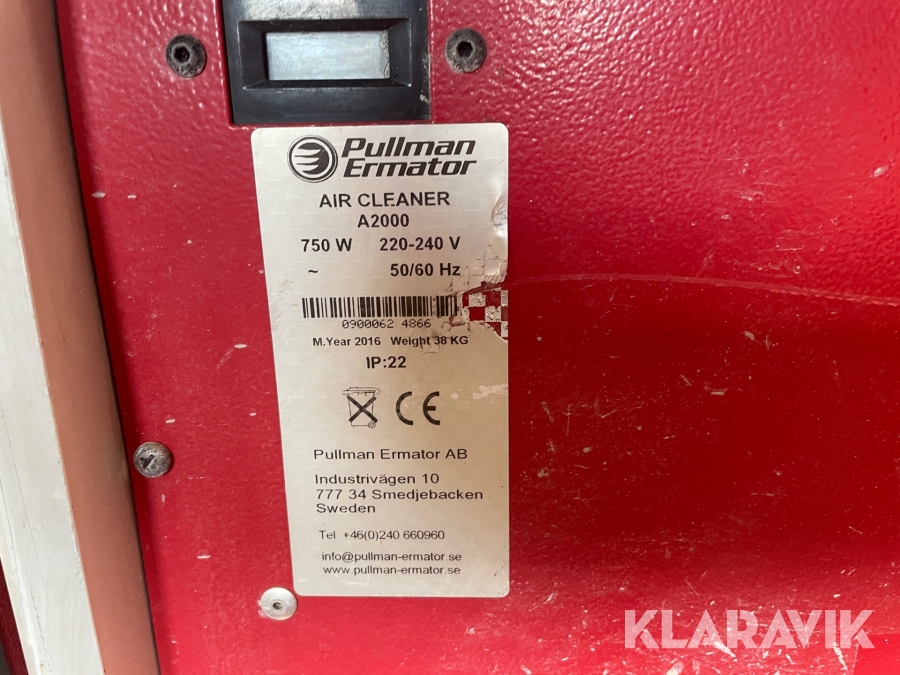 Pullman
Ermator
AIR CLEANER
A2000
750 W 220-240 V
~ 50/60 Hz
0900062 4866
M.Year 2016 Weight 38 KG
IP:22
CE
Pullman Ermator AB
Industrivägen 10
777 34 Smedjebacken
Sweden
Tel +46(0)240 660960
info@pullman-ermator.se
www.pullman-ermator.se
KLARAVIK